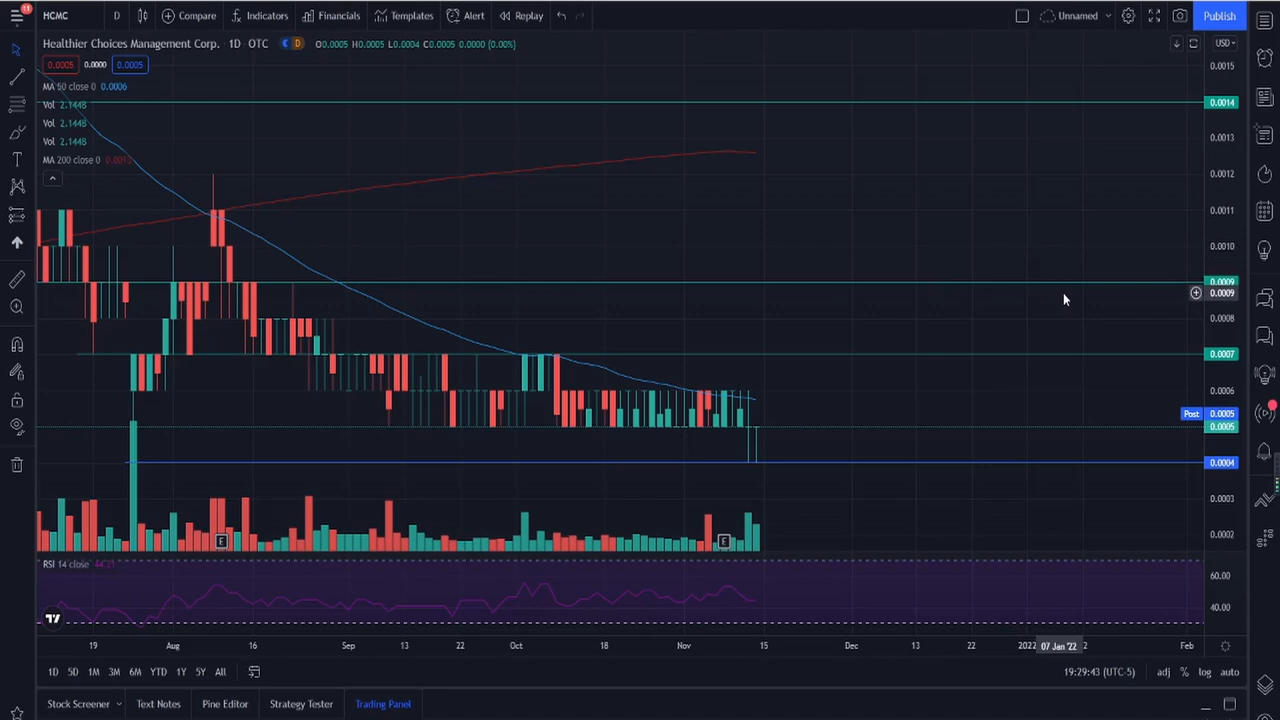 11
HCMC D Compare Indicators Financials Templates Alert Replay Unnamed Publish
Healthier Choices Management Corp. · 1D · OTC D O0.0005 H0.0005 L0.0004 C0.0005 0.0000 (0.00%) USD
0.0005 0.0000 0.0005
MA 50 close 0 0.0006
Vol 2.144B
Vol 2.144B
Vol 2.144B
MA 200 close 0 0.0013
0.0015
0.0014
0.0013
0.0012
0.0011
0.0010
0.0009
0.0009
0.0008
0.0007
0.0006
Post 0.0005
0.0005
0.0004
0.0003
0.0002
E E
RSI 14 close
60.00
40.00
19 Aug 16 Sep 13 22 Oct 18 Nov 15 Dec 13 22 2022 07 Jan '22 Feb
1D 5D 1M 3M 6M YTD 1Y 5Y All 19:29:43 (UTC-5) adj % log auto
Stock Screener Text Notes Pine Editor Strategy Tester Trading Panel